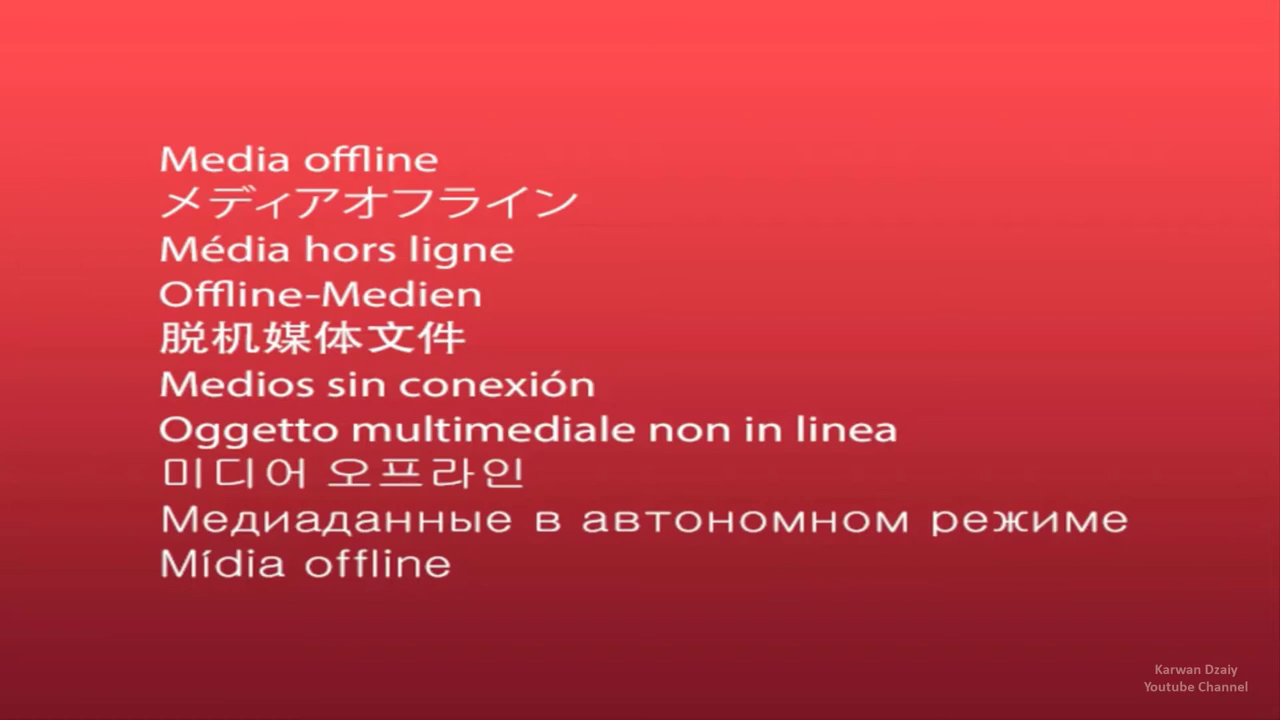 Media offline
メディアオフライン
Média hors ligne
Offline-Medien
脱机媒体文件
Medios sin conexión
Oggetto multimediale non in linea
미디어 오프라인
Медиаданные в автономном режиме
Mídia offline
Karwan Dzaiy
Youtube Channel